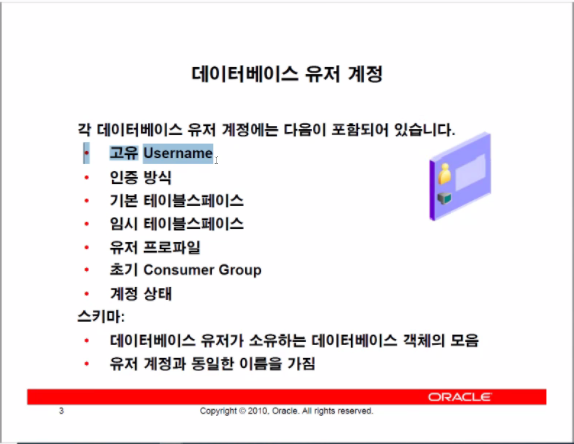 데이터베이스 유저 계정
각 데이터베이스 유저 계정에는 다음이 포함되어 있습니다.
• 고유 Username
• 인증 방식
• 기본 테이블스페이스
• 임시 테이블스페이스
• 유저 프로파일
• 초기 Consumer Group
• 계정 상태
스키마:
• 데이터베이스 유저가 소유하는 데이터베이스 객체의 모음
• 유저 계정과 동일한 이름을 가짐
ORACLE
3 Copyright © 2010, Oracle. All rights reserved.